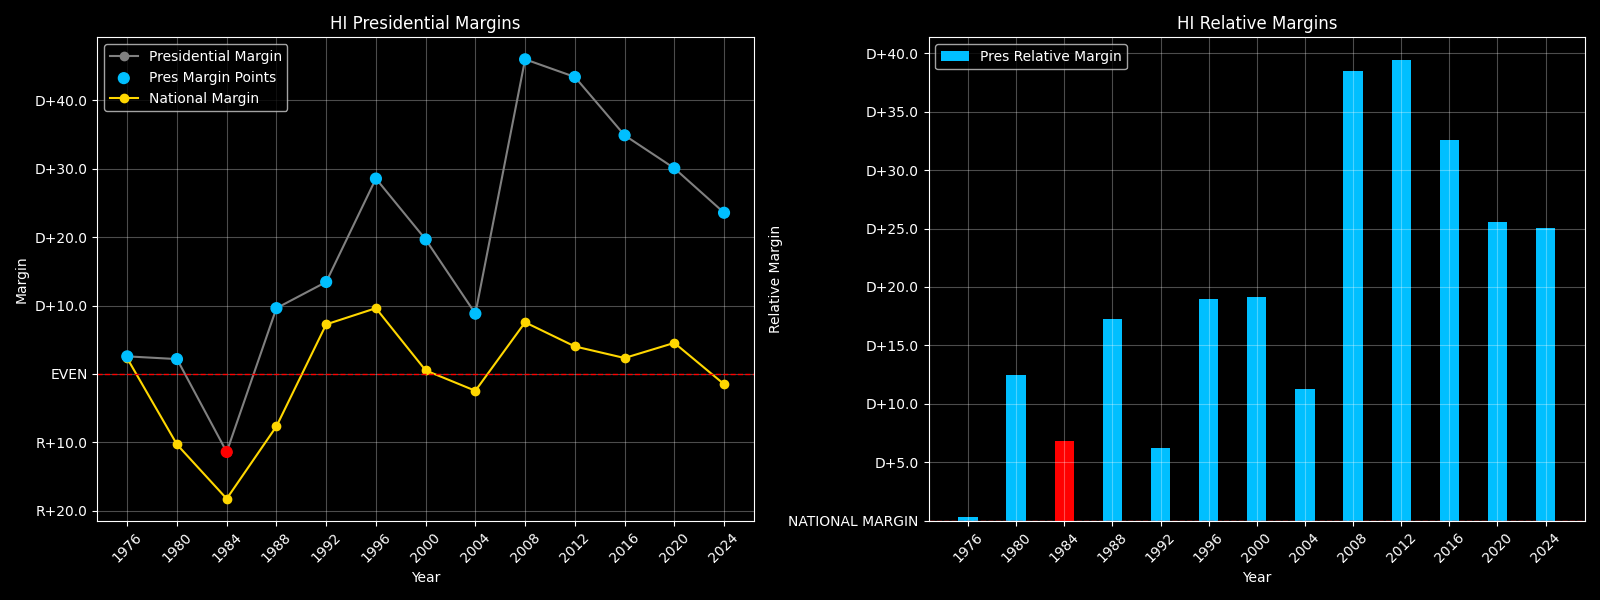 HI Presidential Margins
Presidential Margin
Pres Margin Points
National Margin
Margin
D+40.0
D+30.0
D+20.0
D+10.0
EVEN
R+10.0
R+20.0
1976
1980
1984
1988
1992
1996
2000
2004
2008
2012
2016
2020
2024
Year
HI Relative Margins
Pres Relative Margin
Relative Margin
D+40.0
D+35.0
D+30.0
D+25.0
D+20.0
D+15.0
D+10.0
D+5.0
NATIONAL MARGIN
1976
1980
1984
1988
1992
1996
2000
2004
2008
2012
2016
2020
2024
Year